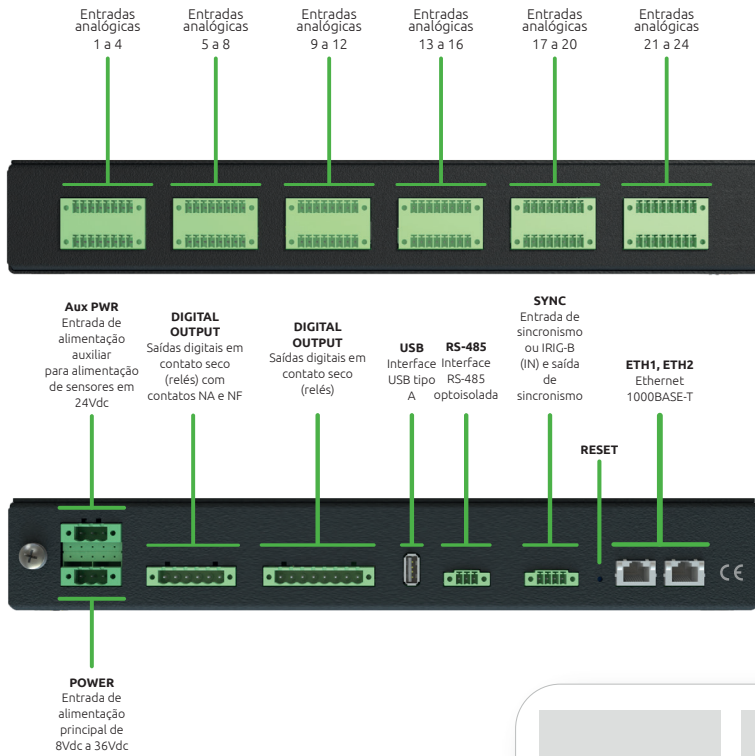 Entradas
analógicas
1 a 4
Entradas
analógicas
5 a 8
Entradas
analógicas
9 a 12
Entradas
analógicas
13 a 16
Entradas
analógicas
17 a 20
Entradas
analógicas
21 a 24
Aux PWR
Entrada de
alimentação
auxiliar
para alimentação
de sensores em
24Vdc
DIGITAL
OUTPUT
Saídas digitais em
contato seco
(relés) com
contatos NA e NF
DIGITAL
OUTPUT
Saídas digitais em
contato seco
(relés)
USB
Interface
USB tipo
A
RS-485
Interface
RS-485
optoisolada
SYNC
Entrada de
sincronismo
ou IRIG-B
(IN) e saída
de
sincronismo
RESET
ETH1, ETH2
Ethernet
1000BASE-T
CE
POWER
Entrada de
alimentação
principal de
8Vdc a 36Vdc